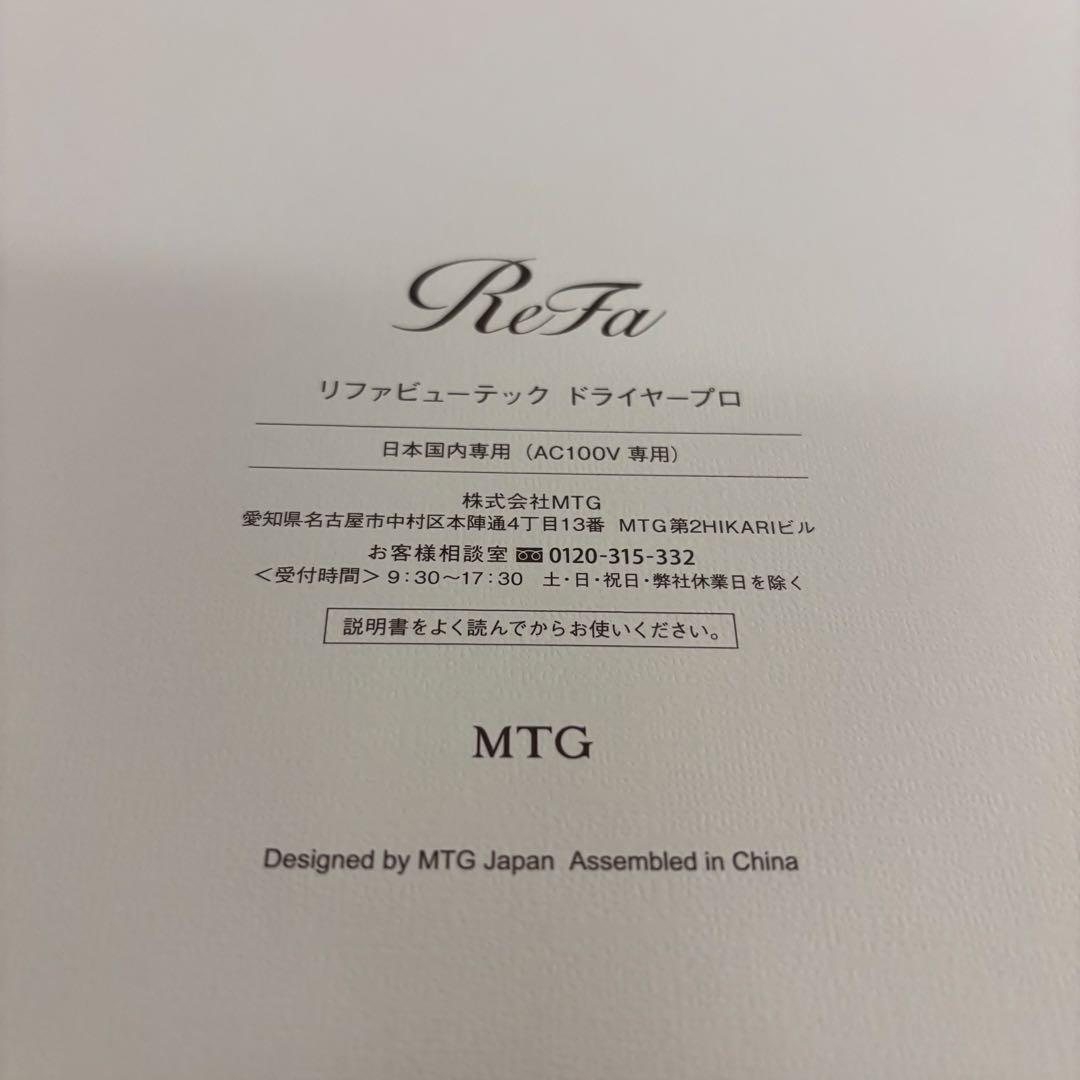 ReFa
リファビューテック ドライヤープロ
日本国内専用（AC100V 専用）
株式会社MTG
愛知県名古屋市中村区本陣通4丁目13番 MTG第2HIKARIビル
お客様相談室 0120-315-332
＜受付時間＞9：30〜17：30 土・日・祝日・弊社休業日を除く
説明書をよく読んでからお使いください。
MTG
Designed by MTG Japan Assembled in China